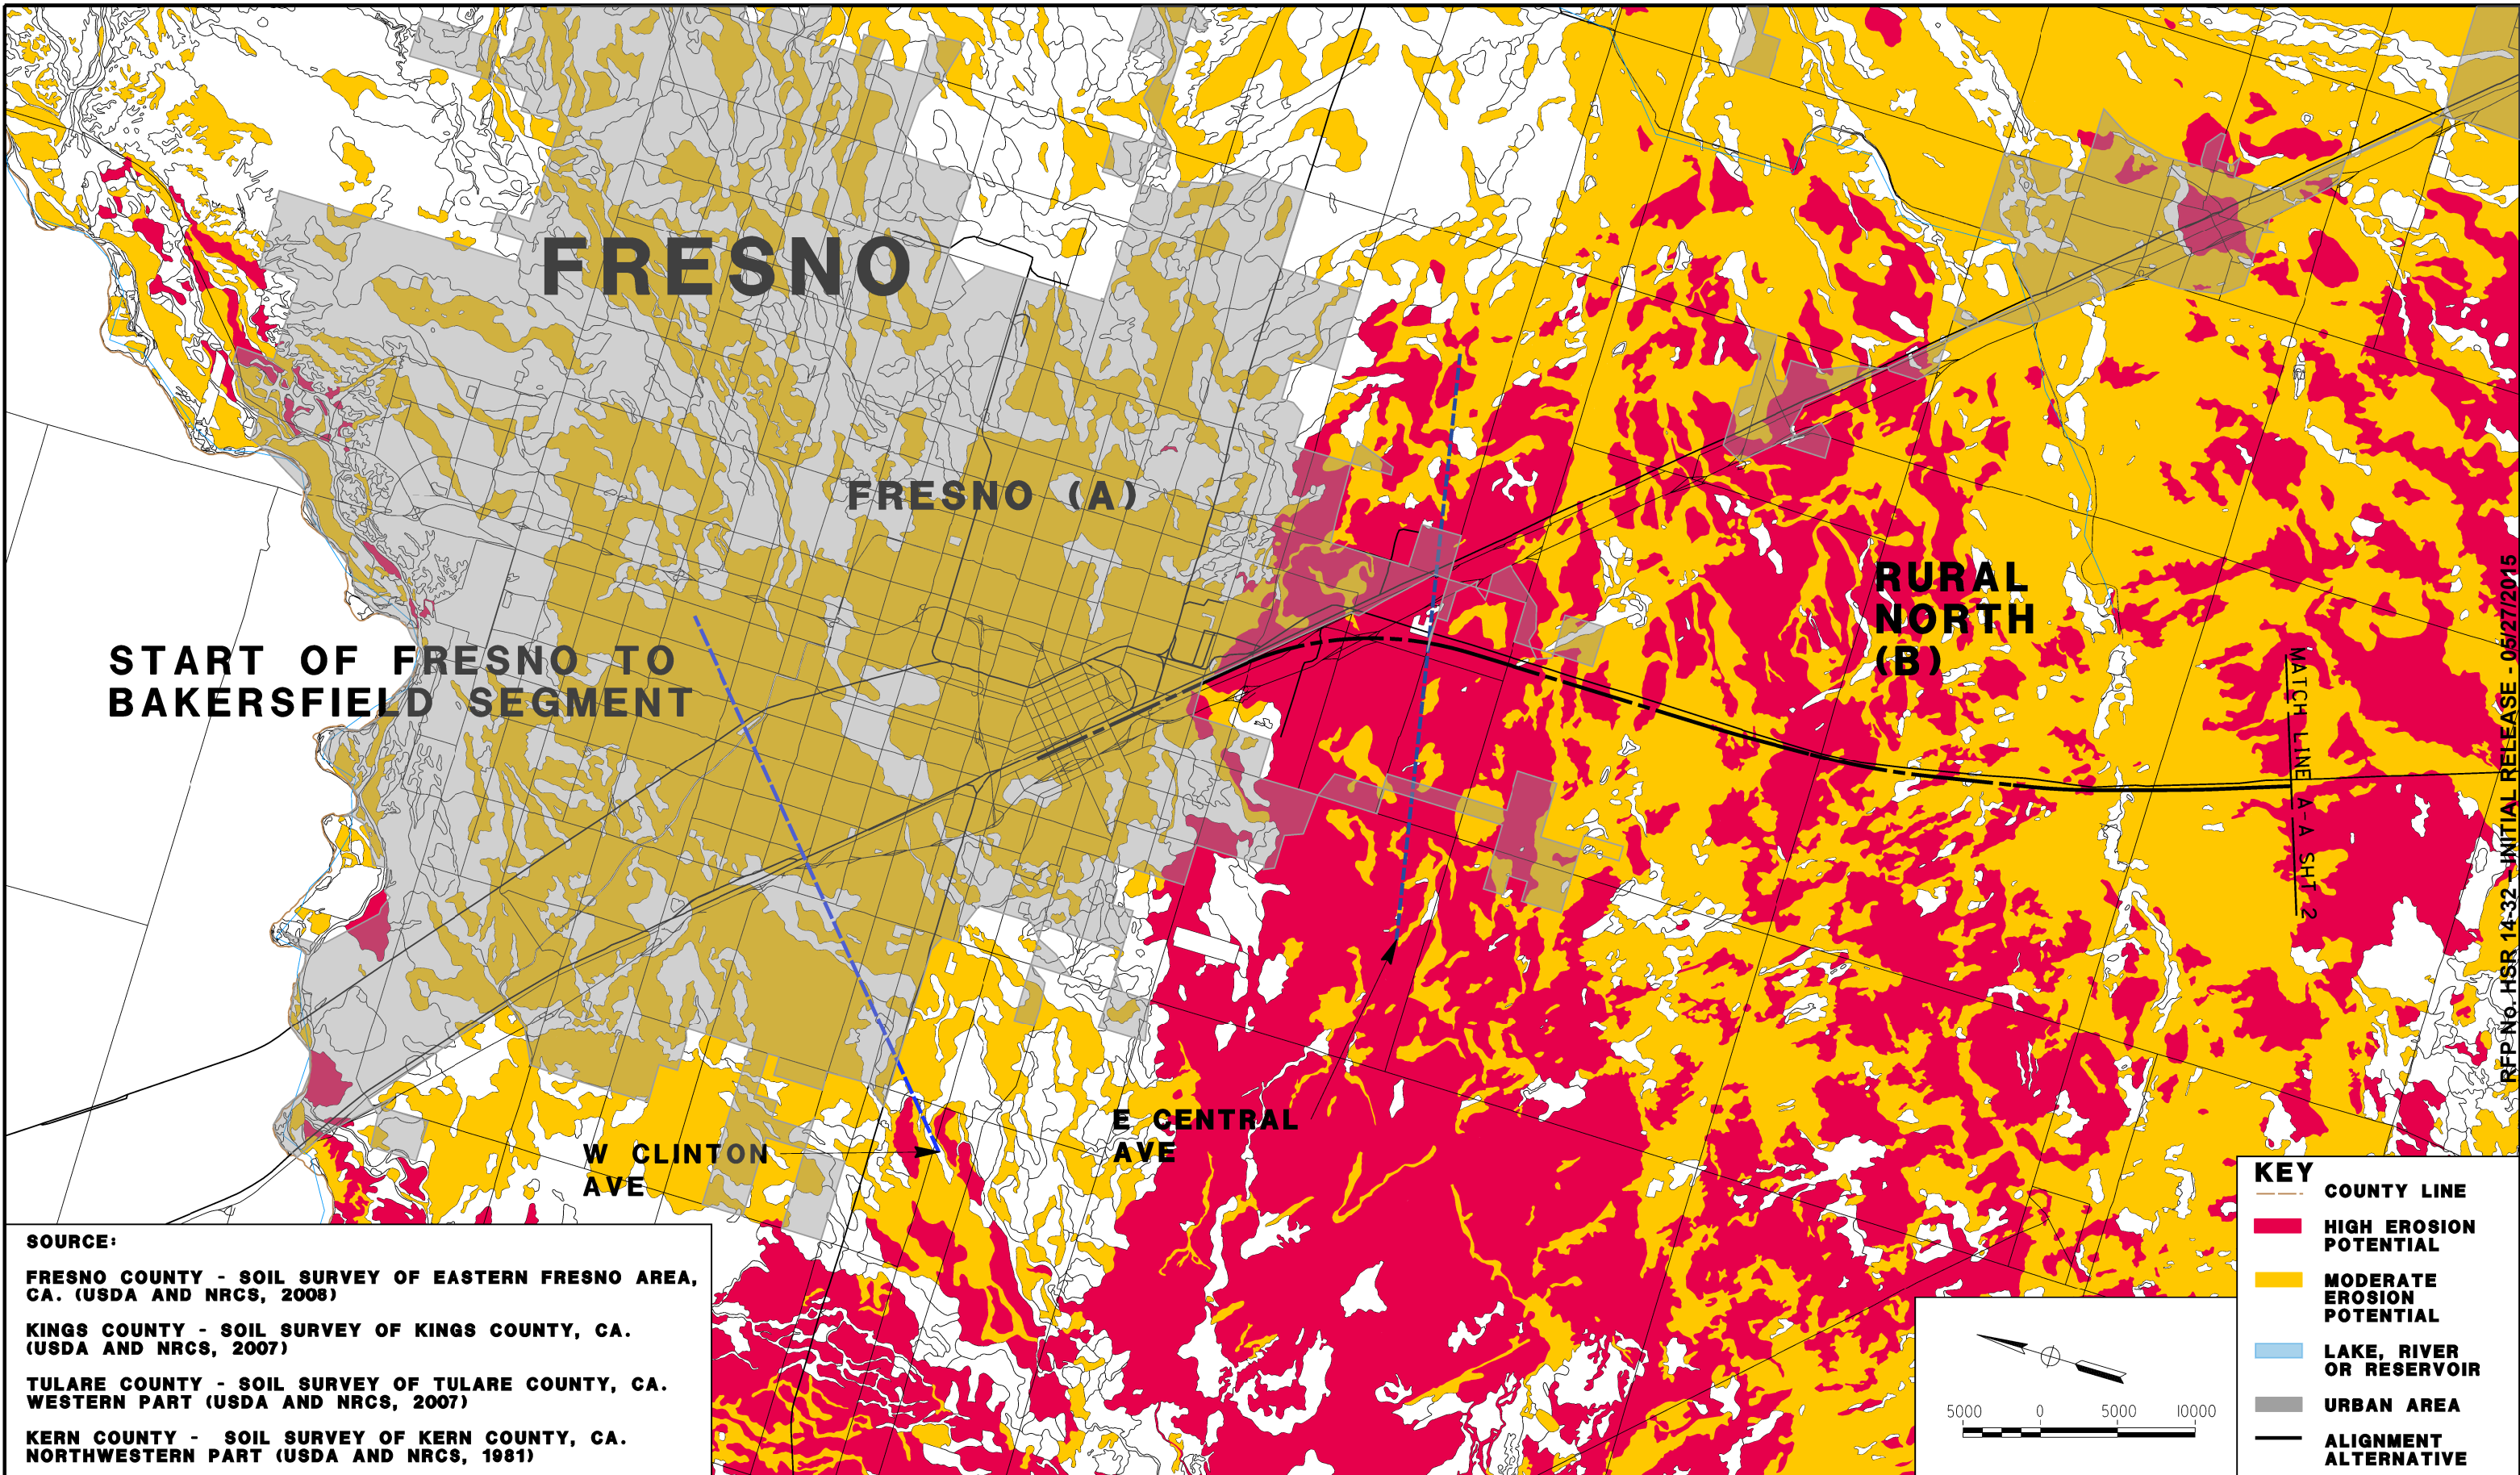 FRESNO
FRESNO (A)
START OF FRESNO TO
BAKERSFIELD SEGMENT
RURAL
NORTH
(B)
MATCH LINE A-A SHT 2
RFP No. HSR 14-32 - INITIAL RELEASE - 05/27/2015
W CLINTON
AVE
E CENTRAL
AVE
SOURCE:
FRESNO COUNTY - SOIL SURVEY OF EASTERN FRESNO AREA,
CA. (USDA AND NRCS, 2008)
KINGS COUNTY - SOIL SURVEY OF KINGS COUNTY, CA.
(USDA AND NRCS, 2007)
TULARE COUNTY - SOIL SURVEY OF TULARE COUNTY, CA.
WESTERN PART (USDA AND NRCS, 2007)
KERN COUNTY - SOIL SURVEY OF KERN COUNTY, CA.
NORTHWESTERN PART (USDA AND NRCS, 1981)
5000 0 5000 10000
KEY
COUNTY LINE
HIGH EROSION
POTENTIAL
MODERATE
EROSION
POTENTIAL
LAKE, RIVER
OR RESERVOIR
URBAN AREA
ALIGNMENT
ALTERNATIVE